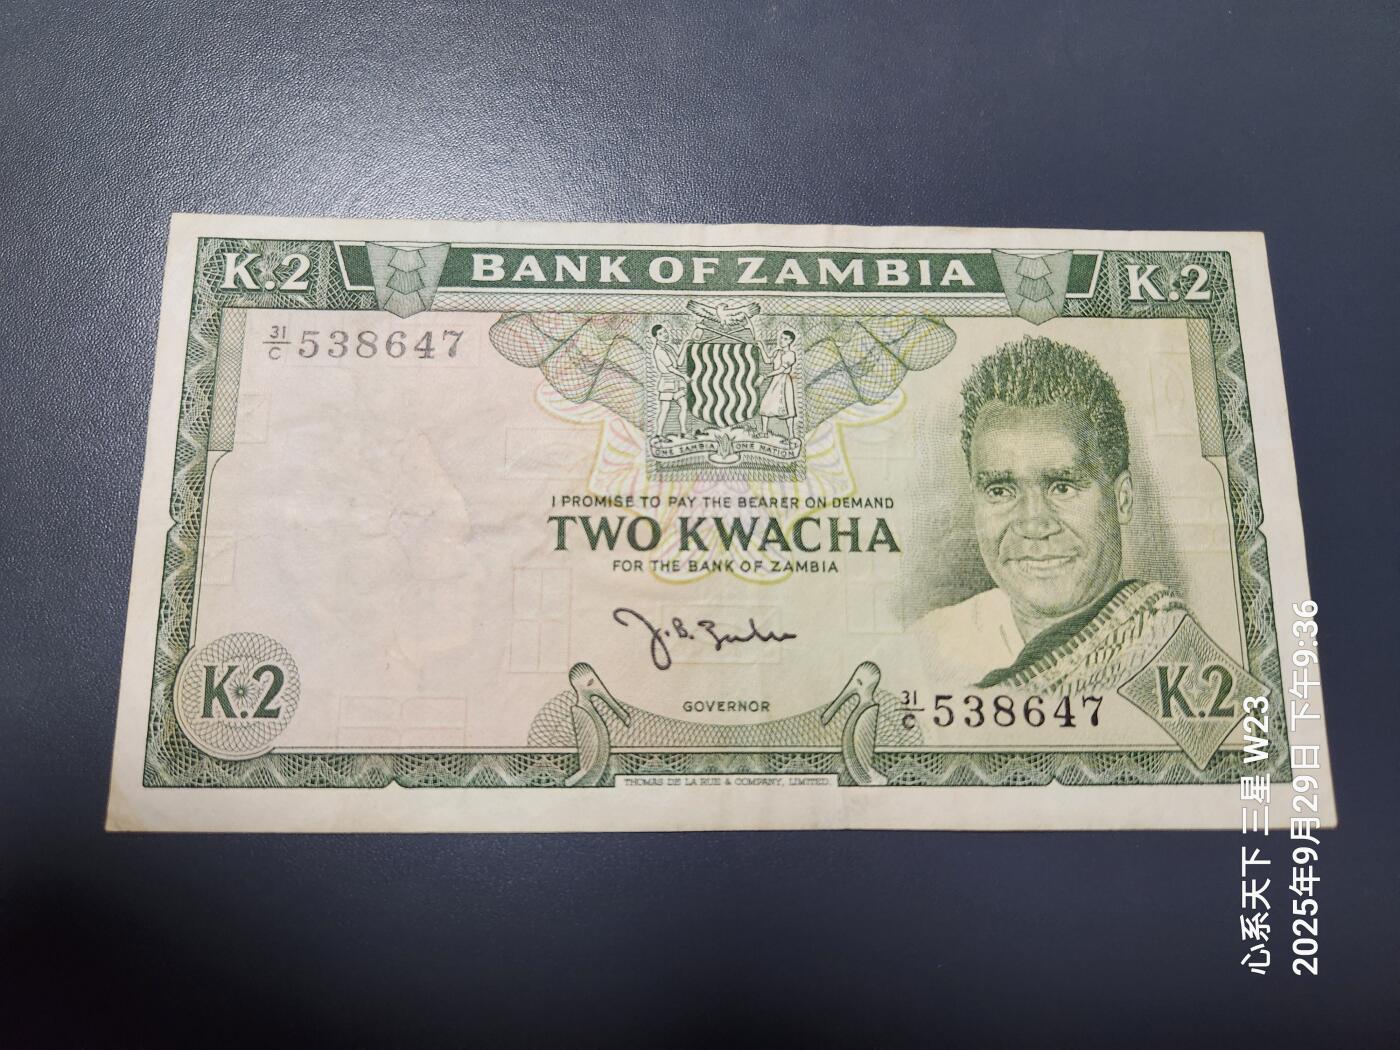 K.2
BANK OF ZAMBIA
K.2
31/C 538647
ONE ZAMBIA ONE NATION
I PROMISE TO PAY THE BEARER ON DEMAND
TWO KWACHA
FOR THE BANK OF ZAMBIA
GOVERNOR
K.2
31/C 538647
K.2
THOMAS DE LA RUE & COMPANY, LIMITED.
心系天下 三星 W23
2025年9月29日 下午9:36